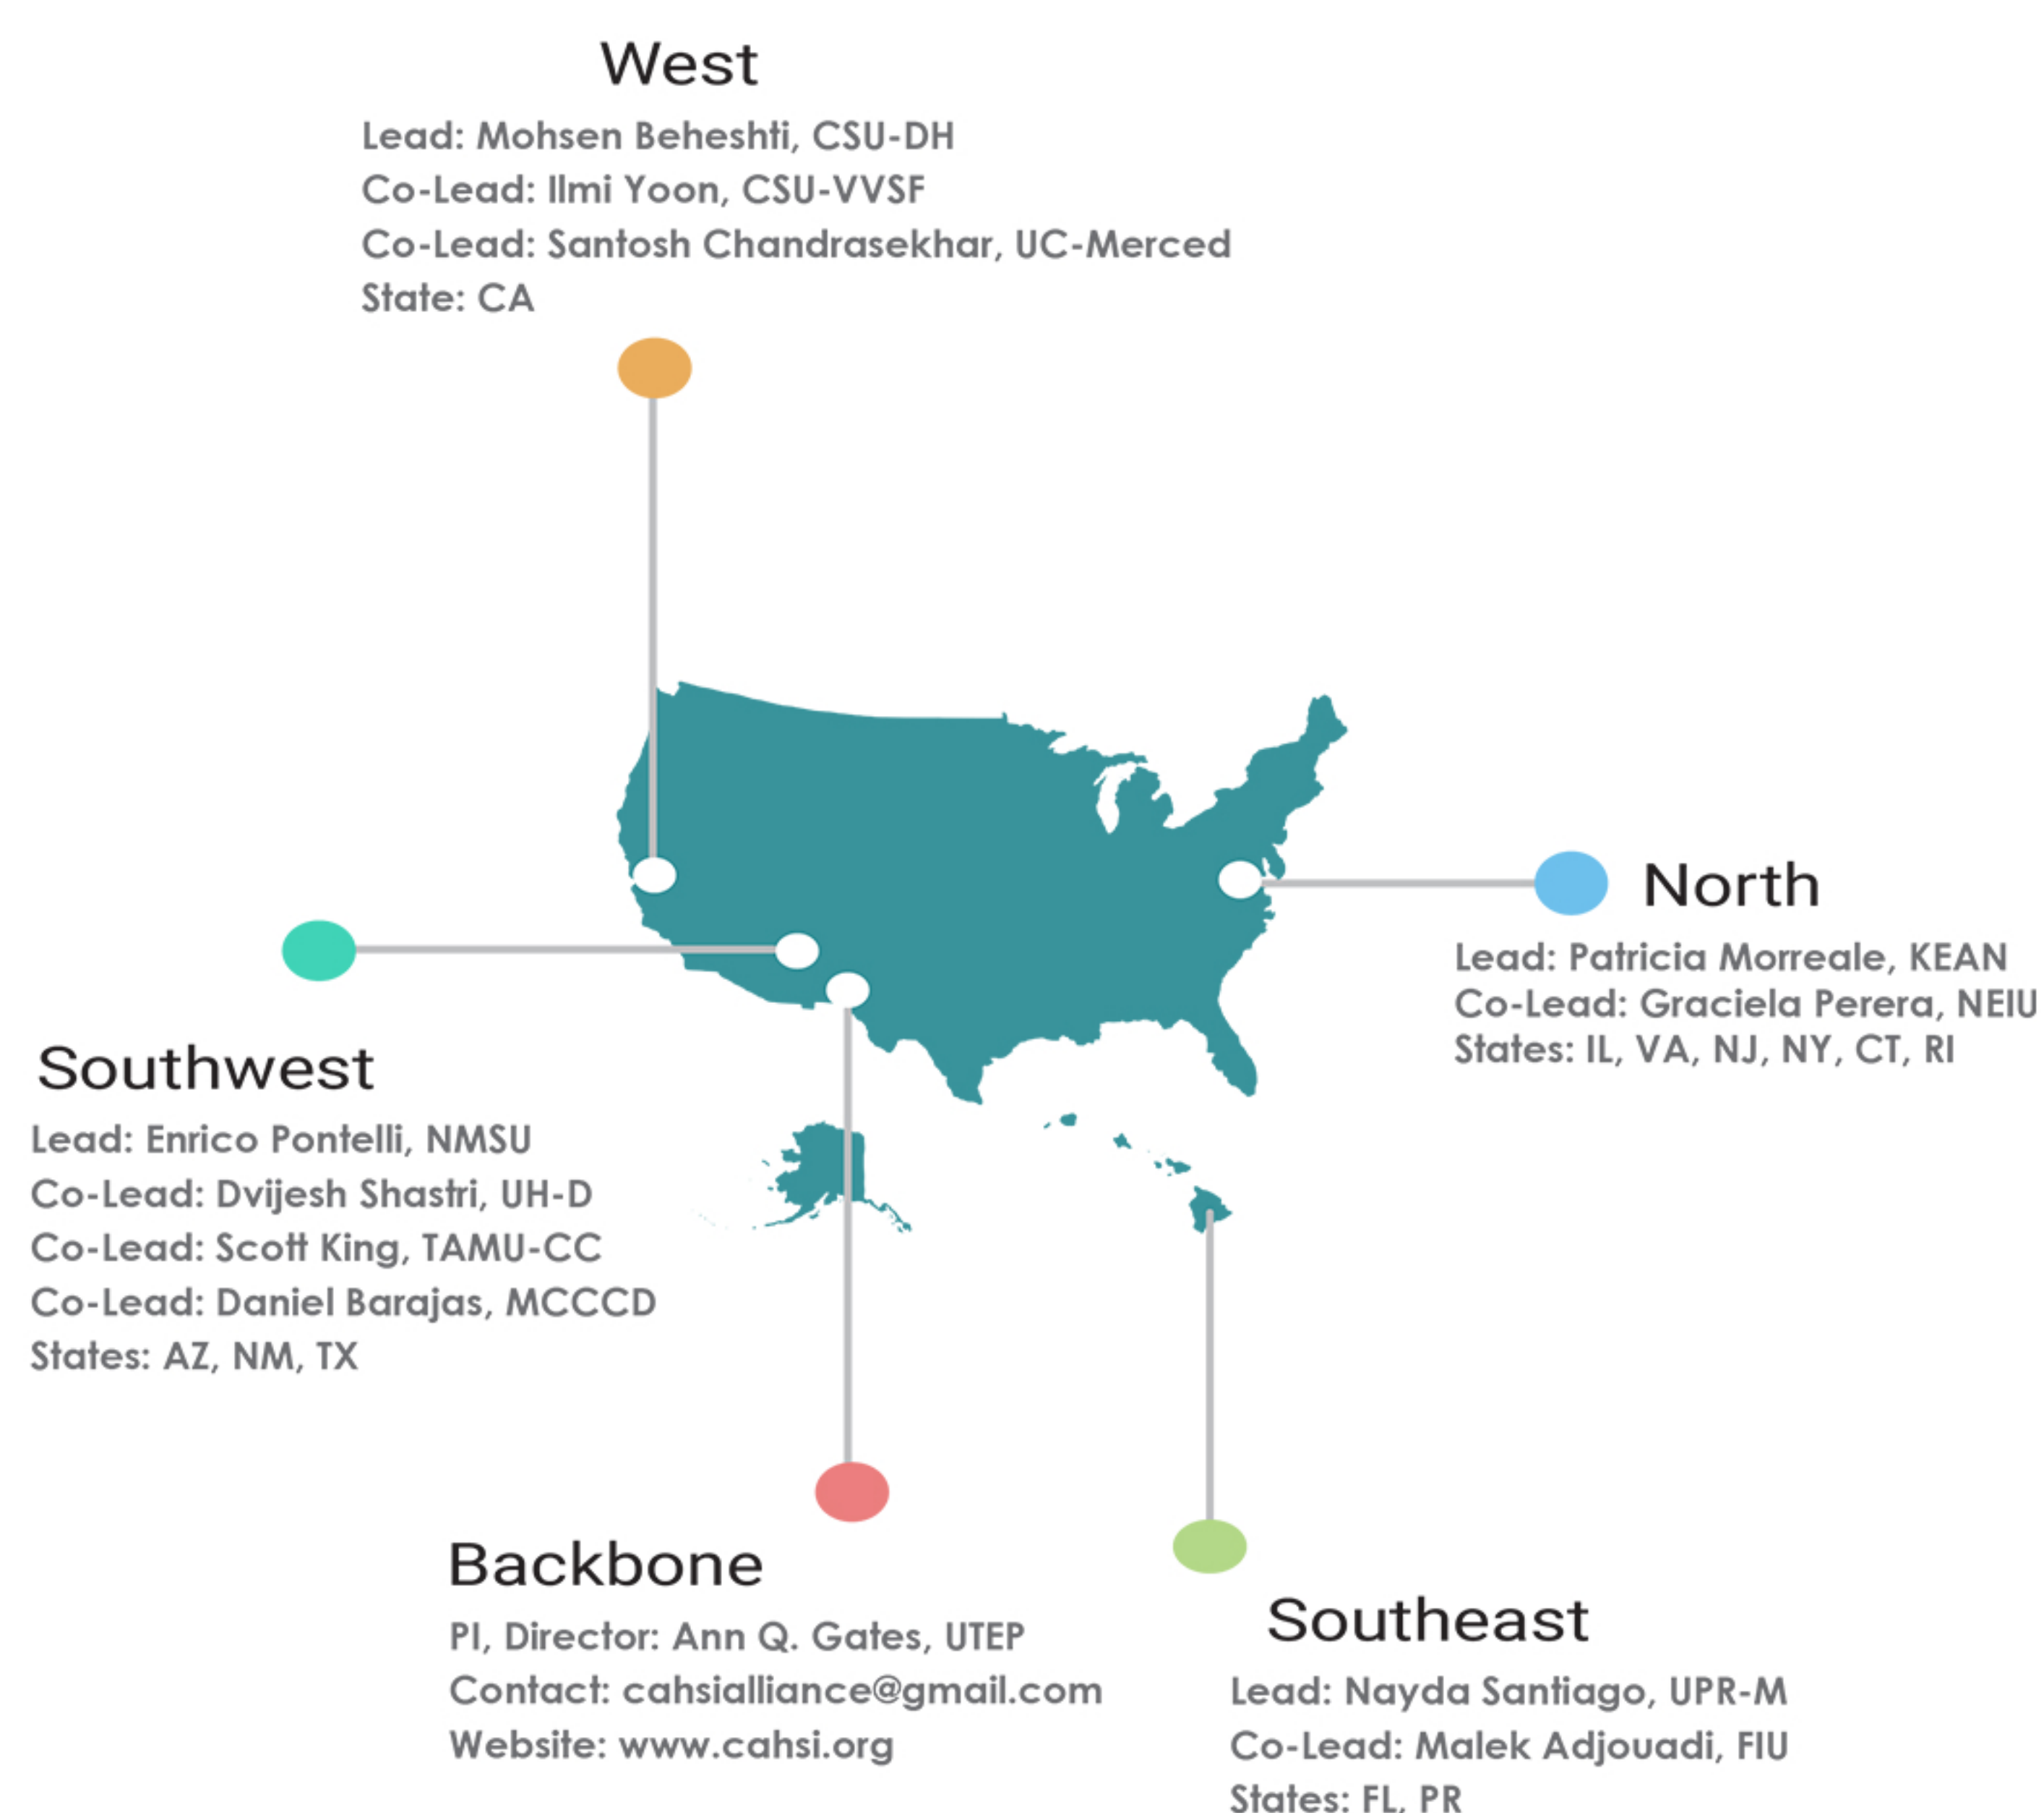 West
Lead: Mohsen Beheshti, CSU-DH
Co-Lead: Ilmi Yoon, CSU-VVSF
Co-Lead: Santosh Chandrasekhar, UC-Merced
State: CA
North
Lead: Patricia Morreale, KEAN
Co-Lead: Graciela Perera, NEIU
States: IL, VA, NJ, NY, CT, RI
Southwest
Lead: Enrico Pontelli, NMSU
Co-Lead: Dvijesh Shastri, UH-D
Co-Lead: Scott King, TAMU-CC
Co-Lead: Daniel Barajas, MCCCD
States: AZ, NM, TX
Backbone
PI, Director: Ann Q. Gates, UTEP
Contact: cahsialliance@gmail.com
Website: www.cahsi.org
Southeast
Lead: Nayda Santiago, UPR-M
Co-Lead: Malek Adjouadi, FIU
States: FL, PR